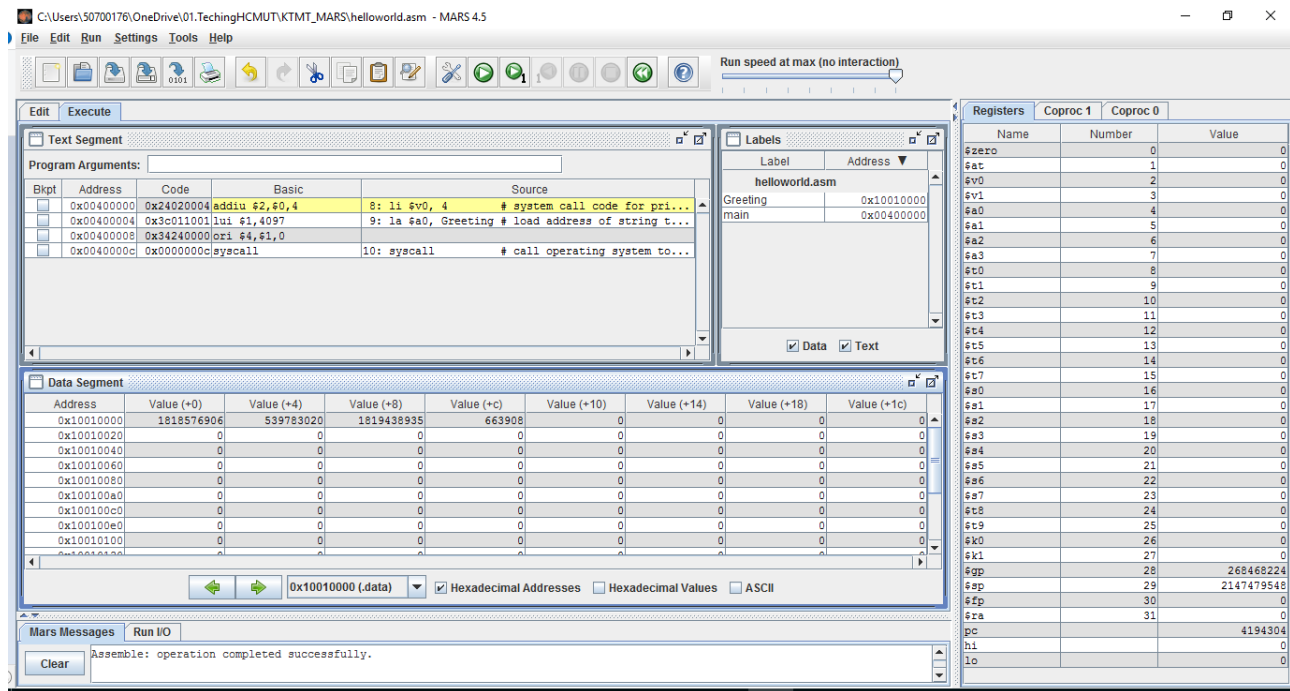 C:\Users\50700176\OneDrive\01.TechingHCMUT\KTMT_MARS\helloworld.asm - MARS 4.5
File Edit Run Settings Tools Help
Run speed at max (no interaction)
Edit Execute
Text Segment
Program Arguments:
Bkpt Address Code Basic Source
0x00400000 0x24020004 addiu $2,$0,4 8: li $v0, 4 # system call code for pri...
0x00400004 0x3c011001 lui $1,4097 9: la $a0, Greeting # load address of string t...
0x00400008 0x34240000 ori $4,$1,0
0x0040000c 0x0000000c syscall 10: syscall # call operating system to...
Labels
Label Address ▼
helloworld.asm
Greeting 0x10010000
main 0x00400000
Data Text
Data Segment
Address Value (+0) Value (+4) Value (+8) Value (+c) Value (+10) Value (+14) Value (+18) Value (+1c)
0x10010000 1818576906 539783020 1819438935 663908 0 0 0 0
0x10010020 0 0 0 0 0 0 0 0
0x10010040 0 0 0 0 0 0 0 0
0x10010060 0 0 0 0 0 0 0 0
0x10010080 0 0 0 0 0 0 0 0
0x100100a0 0 0 0 0 0 0 0 0
0x100100c0 0 0 0 0 0 0 0 0
0x100100e0 0 0 0 0 0 0 0 0
0x10010100 0 0 0 0 0 0 0 0
0x10010000 (.data) Hexadecimal Addresses Hexadecimal Values ASCII
Mars Messages Run I/O
Assemble: operation completed successfully.
Clear
Registers Coproc 1 Coproc 0
Name Number Value
$zero 0 0
$at 1 0
$v0 2 0
$v1 3 0
$a0 4 0
$a1 5 0
$a2 6 0
$a3 7 0
$t0 8 0
$t1 9 0
$t2 10 0
$t3 11 0
$t4 12 0
$t5 13 0
$t6 14 0
$t7 15 0
$s0 16 0
$s1 17 0
$s2 18 0
$s3 19 0
$s4 20 0
$s5 21 0
$s6 22 0
$s7 23 0
$t8 24 0
$t9 25 0
$k0 26 0
$k1 27 0
$gp 28 268468224
$sp 29 2147479548
$fp 30 0
$ra 31 0
pc 4194304
hi 0
lo 0